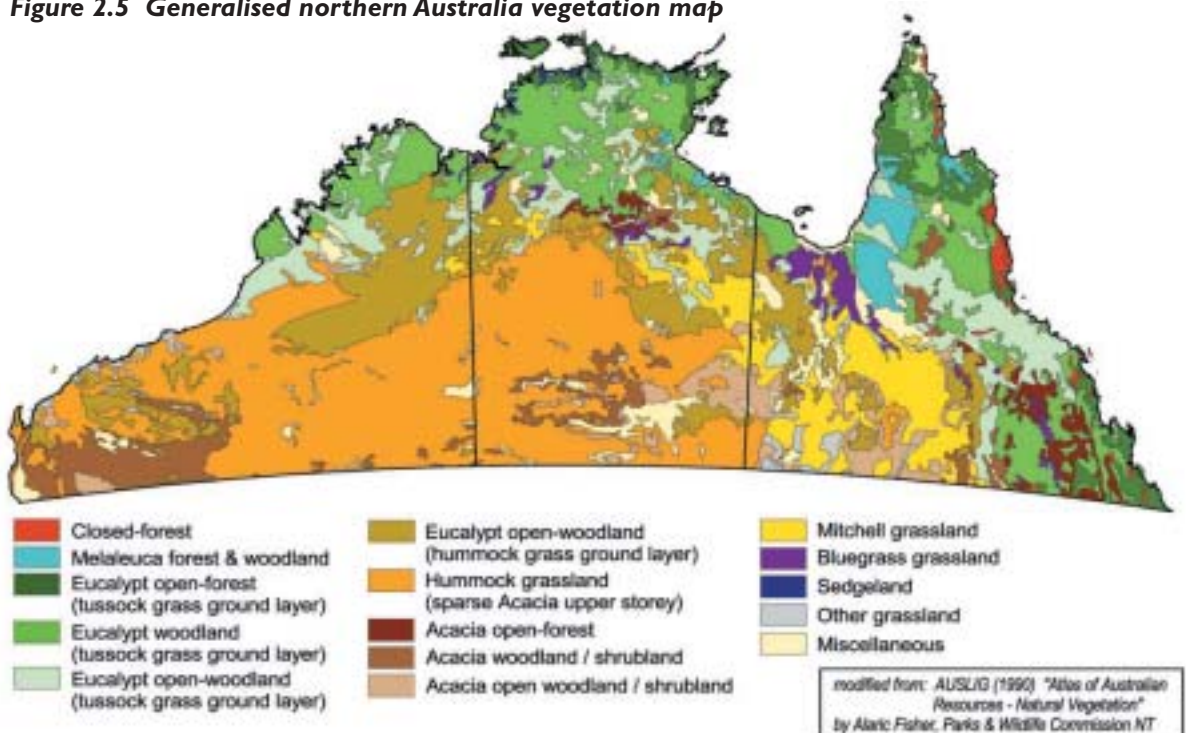 Figure 2.5 Generalised northern Australia vegetation map
Closed-forest
Melaleuca forest & woodland
Eucalypt open-forest
(tussock grass ground layer)
Eucalypt woodland
(tussock grass ground layer)
Eucalypt open-woodland
(tussock grass ground layer)
Eucalypt open-woodland
(hummock grass ground layer)
Hummock grassland
(sparse Acacia upper storey)
Acacia open-forest
Acacia woodland / shrubland
Acacia open woodland / shrubland
Mitchell grassland
Bluegrass grassland
Sedgeland
Other grassland
Miscellaneous
modified from: AUSLIG (1990) "Atlas of Australian
Resources - Natural Vegetation"
by Alaric Fisher, Parks & Wildlife Commission NT